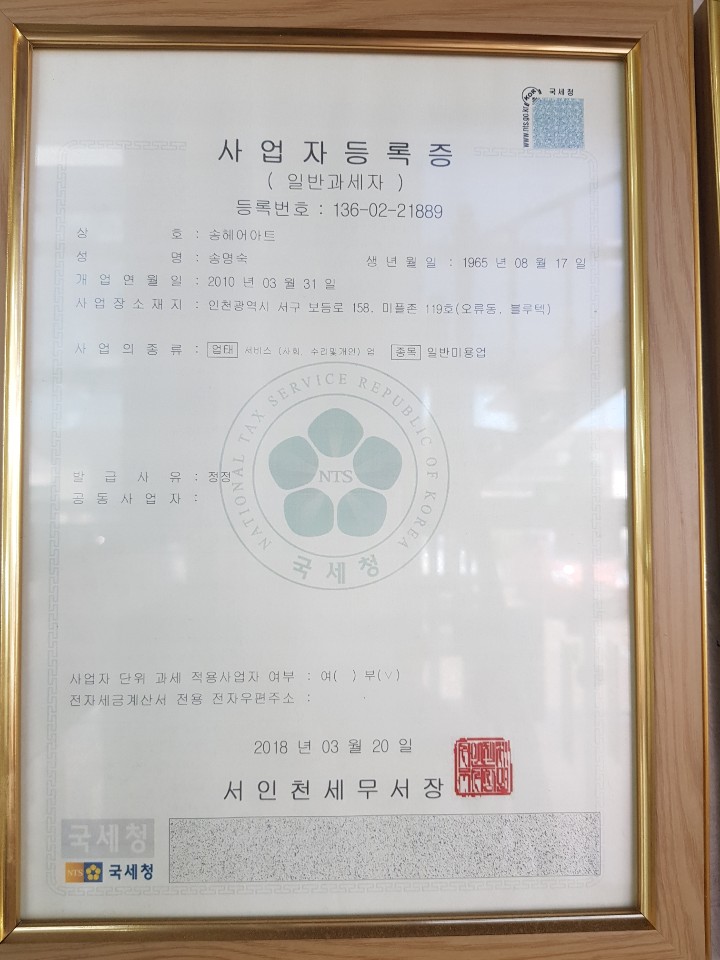 국세청
사업자등록증
( 일반과세자 )
등록번호 : 136-02-21889
상 호 : 송헤어아트
성 명 : 송명숙 생 년 월 일 : 1965 년 08 월 17 일
개 업 연 월 일 : 2010 년 03 월 31 일
사 업 장 소 재 지 : 인천광역시 서구 보듬로 158, 미플존 119호(오류동, 블루텍)
사 업 의 종 류 : 업태 서비스 (사회 수리및개인) 업 종목 일반미용업
NATIONAL TAX SERVICE REPUBLIC OF KOREA
NTS
국세청
발 급 사 유 : 정정
공 동 사 업 자 :
사업자 단위 과세 적용사업자 여부 : 여( ) 부(∨)
전자세금계산서 전용 전자우편주소 :
2018 년 03 월 20 일
서인천세무서장
국세청
NTS 국세청